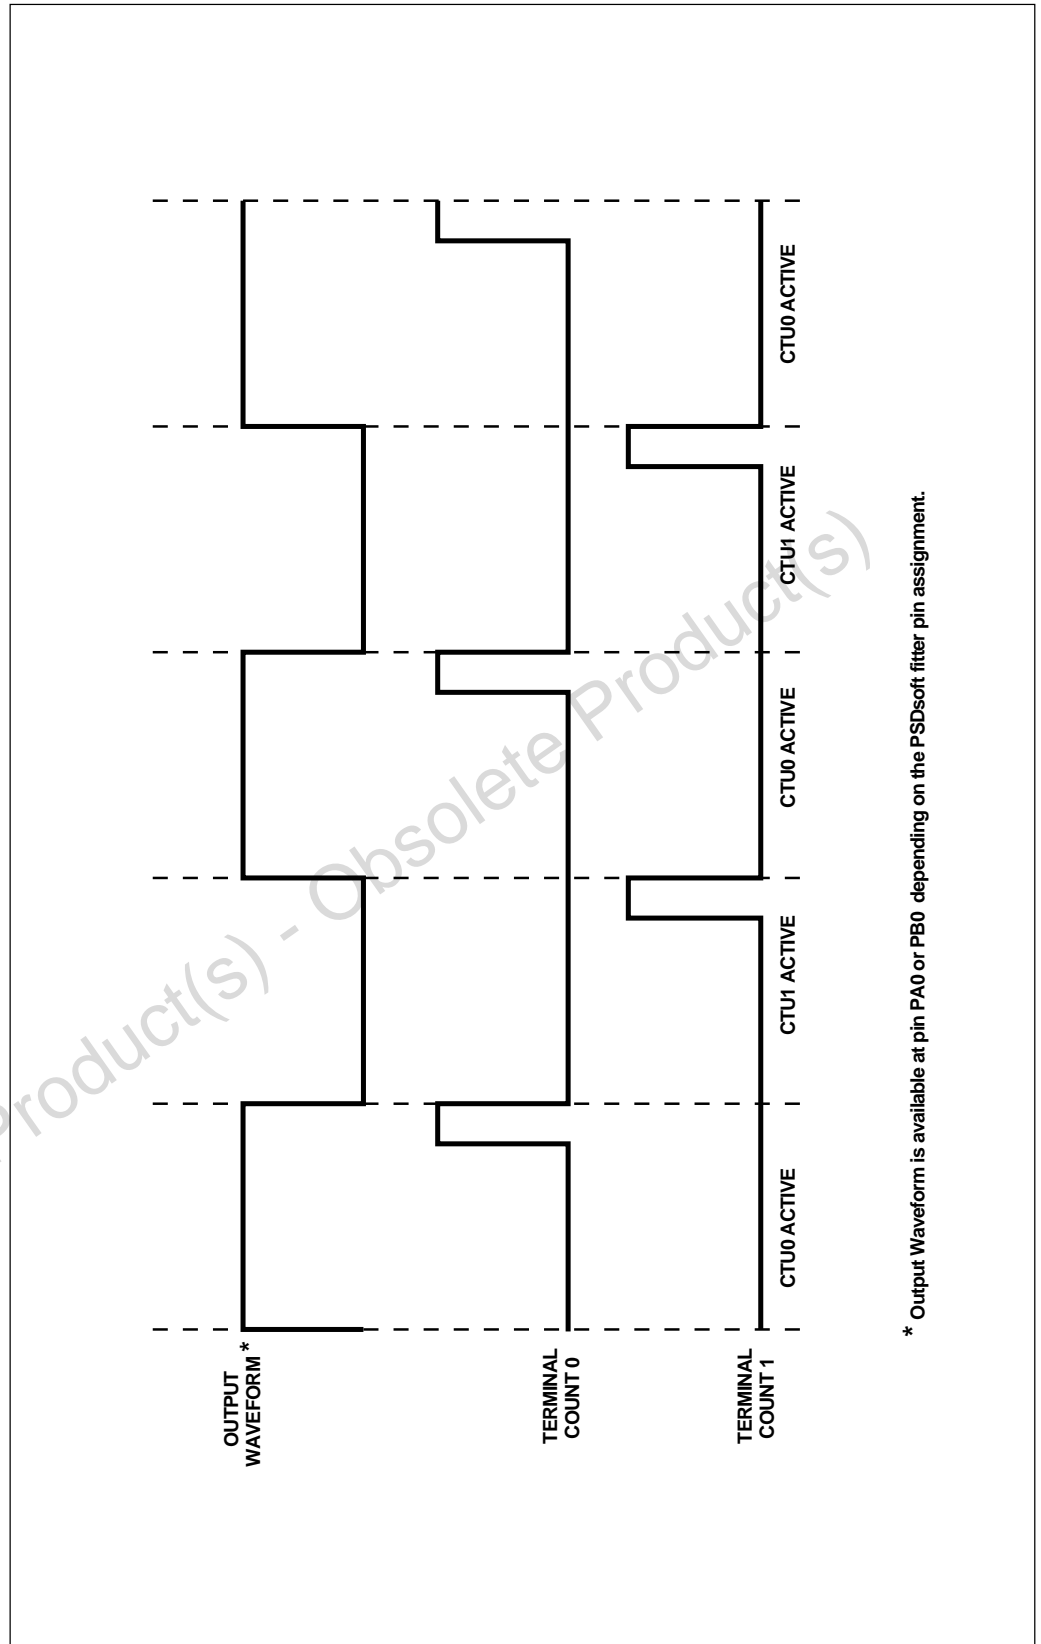 OUTPUT
WAVEFORM *
TERMINAL
COUNT 0
TERMINAL
COUNT 1
CTU0 ACTIVE
CTU1 ACTIVE
CTU0 ACTIVE
CTU1 ACTIVE
CTU0 ACTIVE
* Output Waveform is available at pin PA0 or PB0 depending on the PSDsoft fitter pin assignment.
Product(s) - Obsolete Product(s)